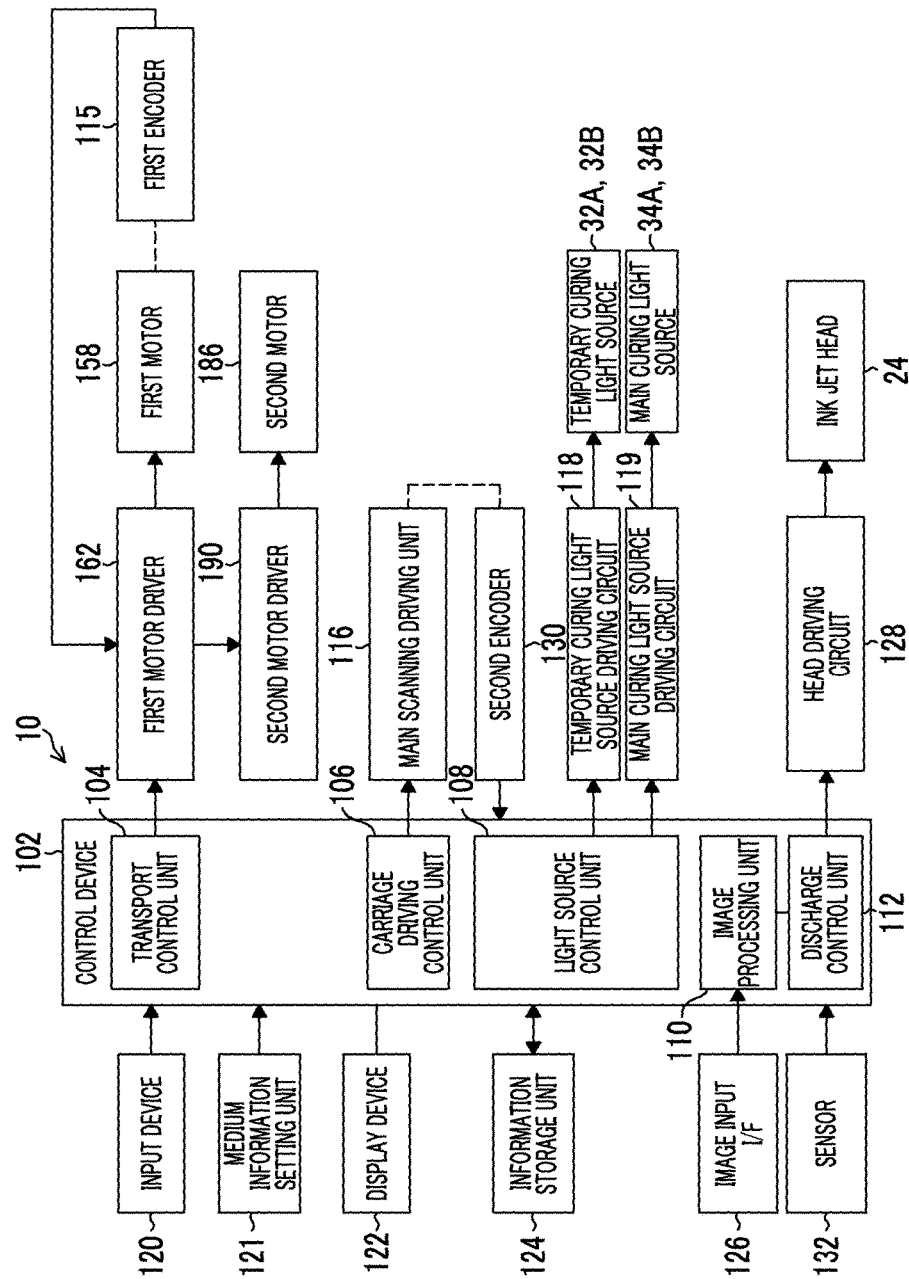 10
102
CONTROL DEVICE
104
TRANSPORT
CONTROL UNIT
106
CARRIAGE
DRIVING
CONTROL UNIT
108
LIGHT SOURCE
CONTROL UNIT
110
IMAGE
PROCESSING UNIT
DISCHARGE
CONTROL UNIT
112
INPUT DEVICE
120
MEDIUM
INFORMATION
SETTING UNIT
121
DISPLAY DEVICE
122
INFORMATION
STORAGE UNIT
124
IMAGE INPUT
I/F
126
SENSOR
132
162
FIRST MOTOR DRIVER
158
FIRST MOTOR
115
FIRST ENCODER
190
SECOND MOTOR DRIVER
186
SECOND MOTOR
116
MAIN SCANNING DRIVING UNIT
SECOND ENCODER
130
TEMPORARY CURING LIGHT
SOURCE DRIVING CIRCUIT
118
TEMPORARY CURING
LIGHT SOURCE
32A, 32B
MAIN CURING LIGHT SOURCE
DRIVING CIRCUIT
119
MAIN CURING LIGHT
SOURCE
34A, 34B
HEAD DRIVING
CIRCUIT
128
INK JET HEAD
24